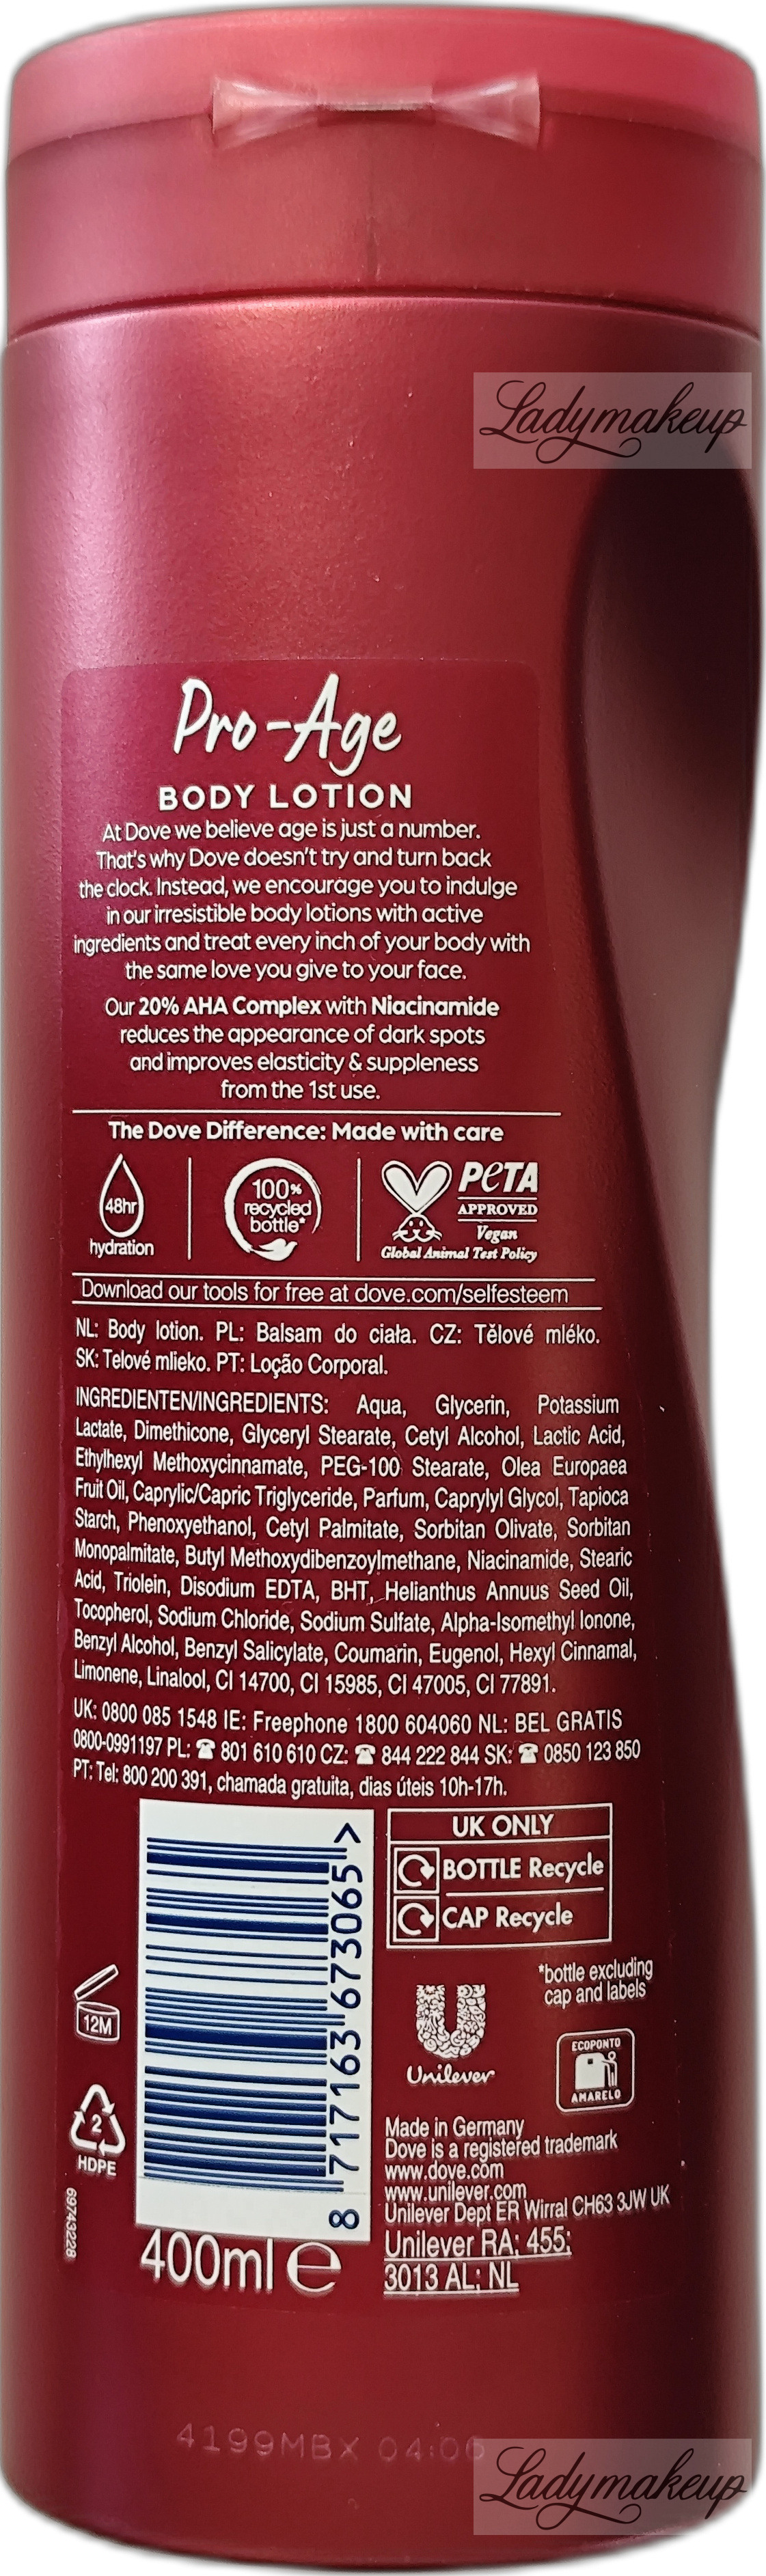 Ladymakeup
Pro-Age
BODY LOTION
At Dove we believe age is just a number.
That's why Dove doesn't try and turn back
the clock. Instead, we encourage you to indulge
in our irresistible body lotions with active
ingredients and treat every inch of your body with
the same love you give to your face.
Our 20% AHA Complex with Niacinamide
reduces the appearance of dark spots
and improves elasticity & suppleness
from the 1st use.
The Dove Difference: Made with care
48hr
hydration
100%
recycled
bottle*
PETA
APPROVED
Vegan
Global Animal Test Policy
Download our tools for free at dove.com/selfesteem
NL: Body lotion. PL: Balsam do ciała. CZ: Tělové mléko.
SK: Telové mlieko. PT: Loção Corporal.
INGREDIENTEN/INGREDIENTS: Aqua, Glycerin, Potassium
Lactate, Dimethicone, Glyceryl Stearate, Cetyl Alcohol, Lactic Acid,
Ethylhexyl Methoxycinnamate, PEG-100 Stearate, Olea Europaea
Fruit Oil, Caprylic/Capric Triglyceride, Parfum, Caprylyl Glycol, Tapioca
Starch, Phenoxyethanol, Cetyl Palmitate, Sorbitan Olivate, Sorbitan
Monopalmitate, Butyl Methoxydibenzoylmethane, Niacinamide, Stearic
Acid, Triolein, Disodium EDTA, BHT, Helianthus Annuus Seed Oil,
Tocopherol, Sodium Chloride, Sodium Sulfate, Alpha-Isomethyl Ionone,
Benzyl Alcohol, Benzyl Salicylate, Coumarin, Eugenol, Hexyl Cinnamal,
Limonene, Linalool, CI 14700, CI 15985, CI 47005, CI 77891.
UK: 0800 085 1548 IE: Freephone 1800 604060 NL: BEL GRATIS
0800-0991197 PL: ☎ 801 610 610 CZ: ☎ 844 222 844 SK: ☎ 0850 123 850
PT: Tel: 800 200 391, chamada gratuita, dias úteis 10h-17h.
8 717163 673065 >
UK ONLY
BOTTLE Recycle
CAP Recycle
*bottle excluding
cap and labels
12M
Unilever
ECOPONTO
AMARELO
2
HDPE
69743228
Made in Germany
Dove is a registered trademark
www.dove.com
www.unilever.com
Unilever Dept ER Wirral CH63 3JW UK
Unilever RA; 455;
3013 AL; NL
400ml e
4199MBX 04:06
Ladymakeup